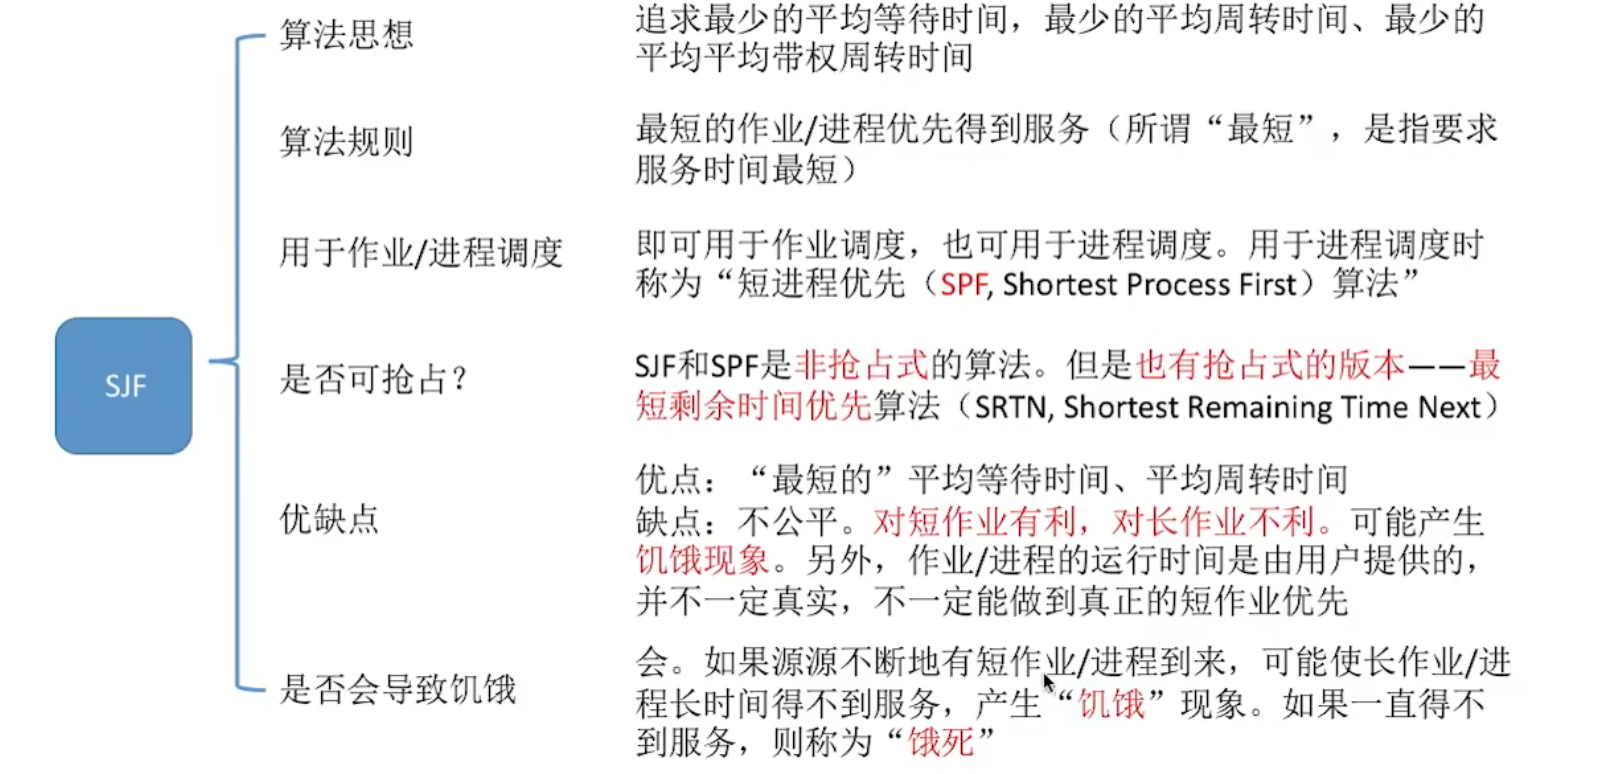 SJF
算法思想
追求最少的平均等待时间，最少的平均周转时间、最少的
平均平均带权周转时间
算法规则
最短的作业/进程优先得到服务（所谓“最短”，是指要求
服务时间最短）
用于作业/进程调度
即可用于作业调度，也可用于进程调度。用于进程调度时
称为“短进程优先（SPF, Shortest Process First）算法”
是否可抢占？
SJF和SPF是非抢占式的算法。但是也有抢占式的版本——最
短剩余时间优先算法（SRTN, Shortest Remaining Time Next）
优缺点
优点：“最短的”平均等待时间、平均周转时间
缺点：不公平。对短作业有利，对长作业不利。可能产生
饥饿现象。另外，作业/进程的运行时间是由用户提供的，
并不一定真实，不一定能做到真正的短作业优先
是否会导致饥饿
会。如果源源不断地有短作业/进程到来，可能使长作业/进
程长时间得不到服务，产生“饥饿”现象。如果一直得不
到服务，则称为“饿死”